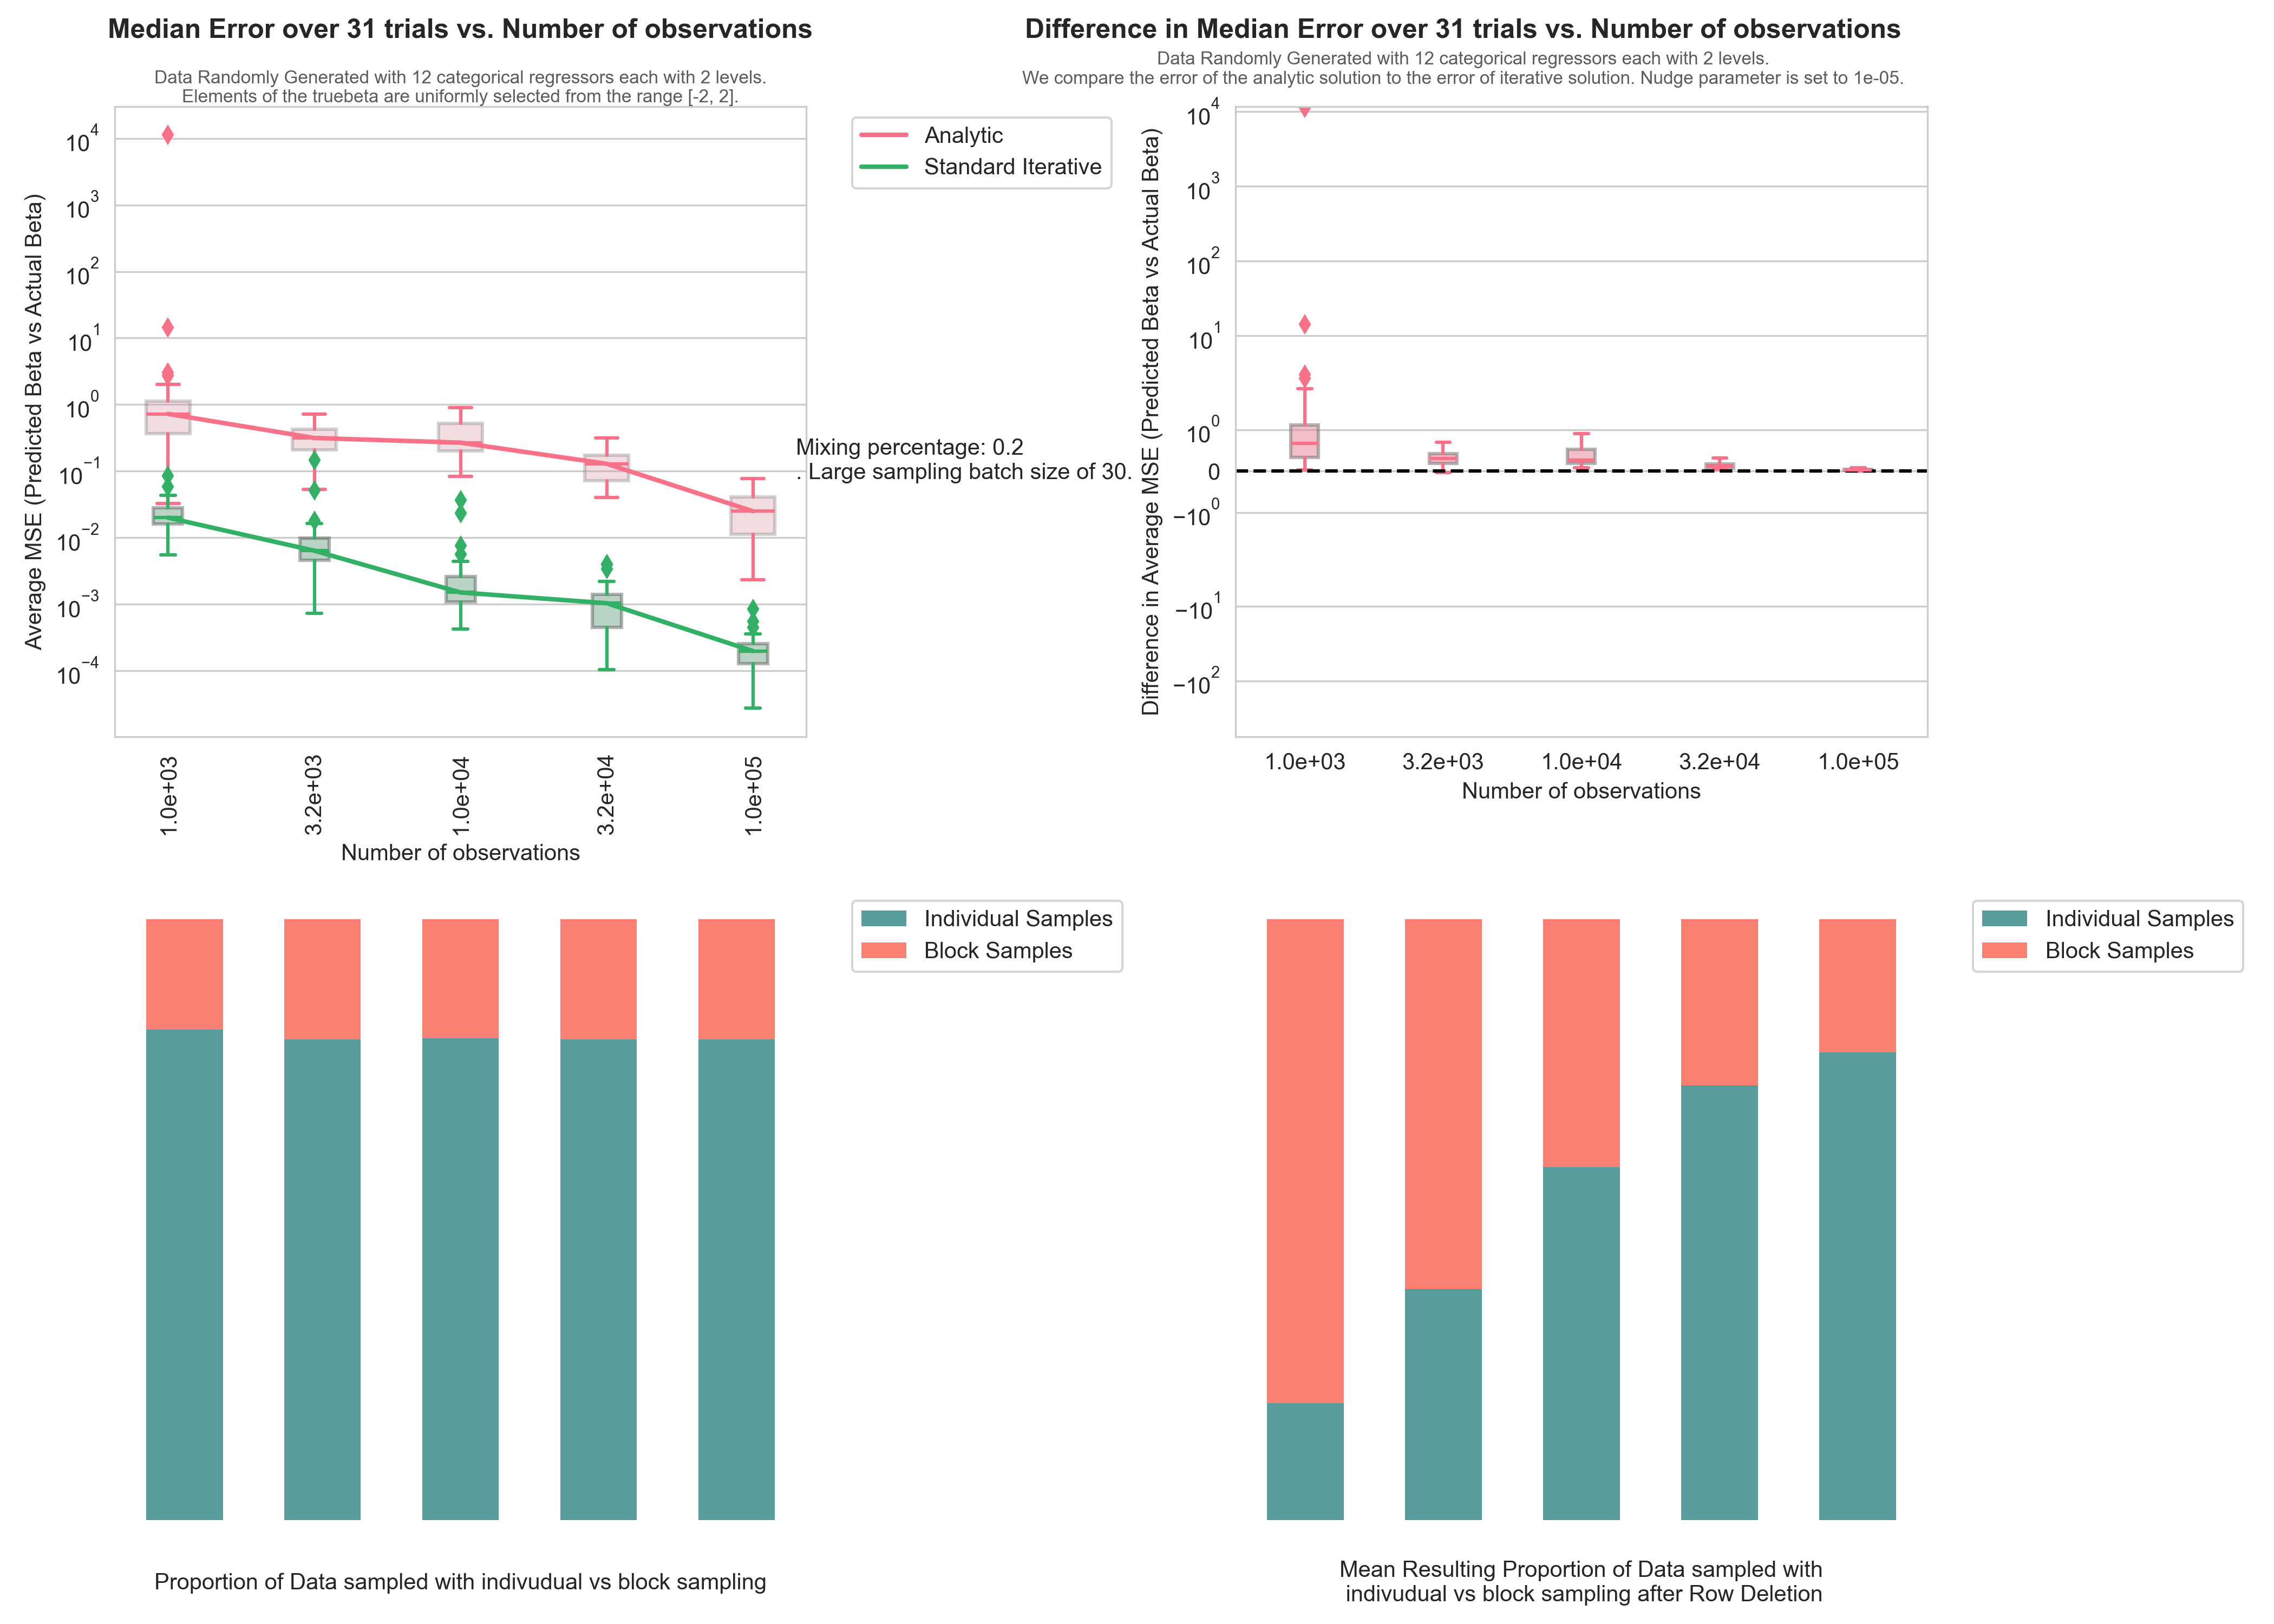 Median Error over 31 trials vs. Number of observations
Data Randomly Generated with 12 categorical regressors each with 2 levels.
Elements of the truebeta are uniformly selected from the range [-2, 2].
Average MSE (Predicted Beta vs Actual Beta)
10^4
10^3
10^2
10^1
10^0
10^−1
10^−2
10^−3
10^−4
1.0e+03
3.2e+03
1.0e+04
3.2e+04
1.0e+05
Number of observations
Analytic
Standard Iterative
Mixing percentage: 0.2
. Large sampling batch size of 30.
Difference in Median Error over 31 trials vs. Number of observations
Data Randomly Generated with 12 categorical regressors each with 2 levels.
We compare the error of the analytic solution to the error of iterative solution. Nudge parameter is set to 1e-05.
Difference in Average MSE (Predicted Beta vs Actual Beta)
10^4
10^3
10^2
10^1
10^0
0
−10^0
−10^1
−10^2
1.0e+03
3.2e+03
1.0e+04
3.2e+04
1.0e+05
Number of observations
Individual Samples
Block Samples
Proportion of Data sampled with indivudual vs block sampling
Individual Samples
Block Samples
Mean Resulting Proportion of Data sampled with
indivudual vs block sampling after Row Deletion